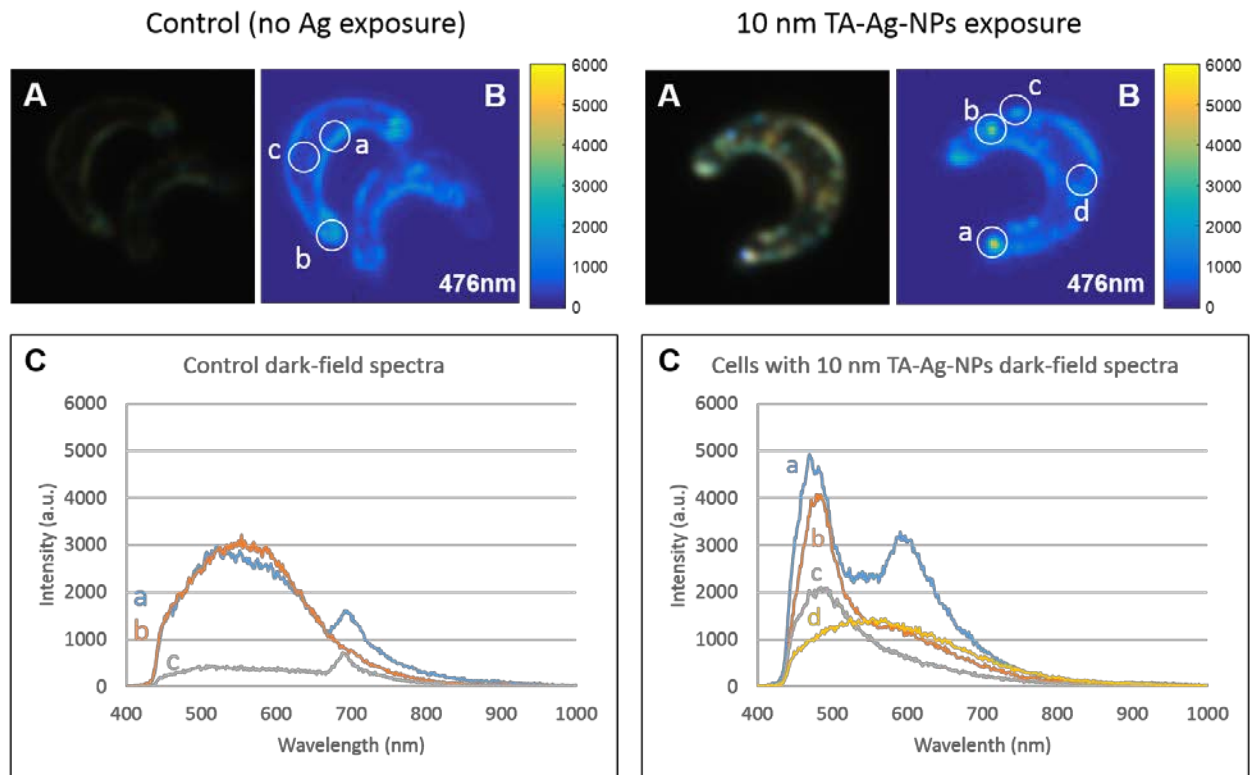 Control (no Ag exposure)
10 nm TA-Ag-NPs exposure
A
B
a
c
b
476nm
6000
5000
4000
3000
2000
1000
0
A
B
c
b
d
a
476nm
6000
5000
4000
3000
2000
1000
0
C
Control dark-field spectra
6000
5000
4000
3000
2000
1000
0
Intensity (a.u.)
a
b
c
400 500 600 700 800 900 1000
Wavelength (nm)
C
Cells with 10 nm TA-Ag-NPs dark-field spectra
6000
5000
4000
3000
2000
1000
0
Intensity (a.u.)
a
b
c
d
400 500 600 700 800 900 1000
Wavelenth (nm)